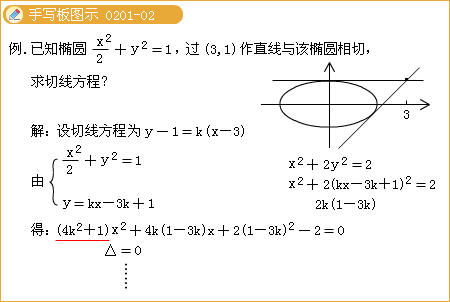 手写板图示 0201-02
例.已知椭圆 x²/2 + y² = 1,过 (3,1) 作直线与该椭圆相切,
求切线方程?
3
解:设切线方程为 y - 1 = k(x-3)
由 { x²/2 + y² = 1
y = kx - 3k + 1
x² + 2y² = 2
x² + 2(kx-3k+1)² = 2
2k(1-3k)
得: (4k²+1)x² + 4k(1-3k)x + 2(1-3k)² - 2 = 0
△ = 0
⋮